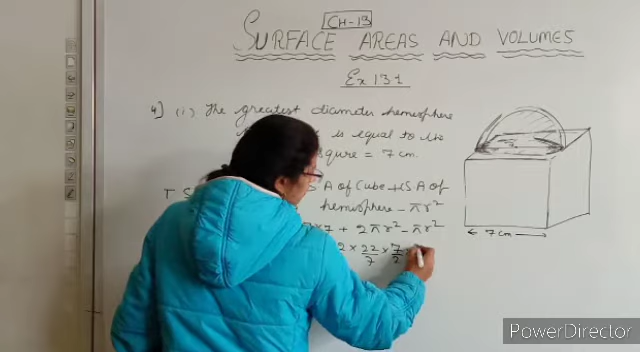 CH-13
SURFACE AREAS AND VOLUMES
Ex 13.1
4) (i) The greatest diameter hemisphere
is equal to the
= 7 cm.
T S A of Cube + CSA of
hemisphere - πr²
×7 + 2πr² - πr²
2 × 22/7 × 7/2 ×
7 cm
PowerDirector